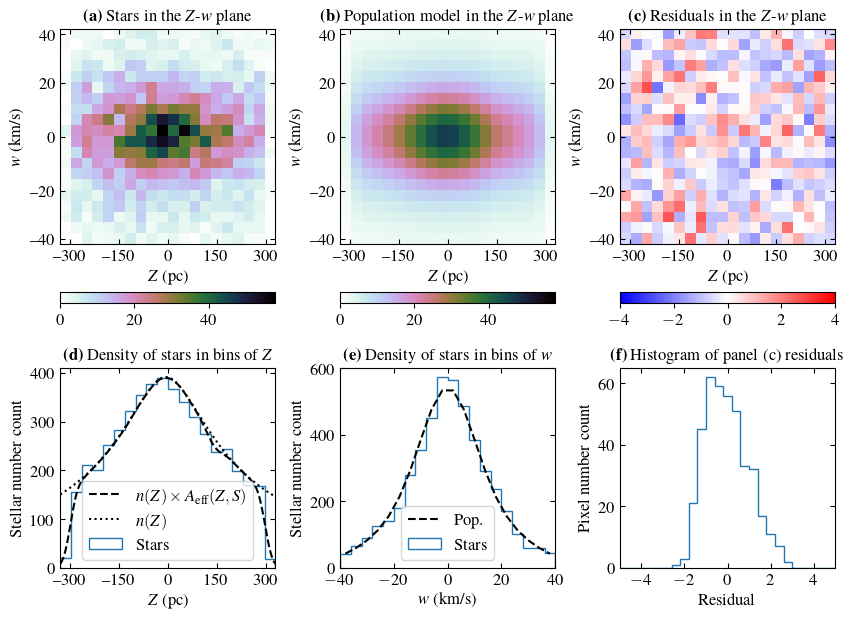 (a) Stars in the Z-w plane
(b) Population model in the Z-w plane
(c) Residuals in the Z-w plane
40
20
0
−20
−40
w (km/s)
−300 −150 0 150 300
Z (pc)
0 20 40
40
20
0
−20
−40
w (km/s)
−300 −150 0 150 300
Z (pc)
0 20 40
40
20
0
−20
−40
w (km/s)
−300 −150 0 150 300
Z (pc)
−4 −2 0 2 4
(d) Density of stars in bins of Z
400
300
200
100
0
Stellar number count
n(Z) × A_eff(Z, S)
n(Z)
Stars
−300 −150 0 150 300
Z (pc)
(e) Density of stars in bins of w
600
400
200
0
Stellar number count
Pop.
Stars
−40 −20 0 20 40
w (km/s)
(f) Histogram of panel (c) residuals
60
40
20
0
Pixel number count
−4 −2 0 2 4
Residual